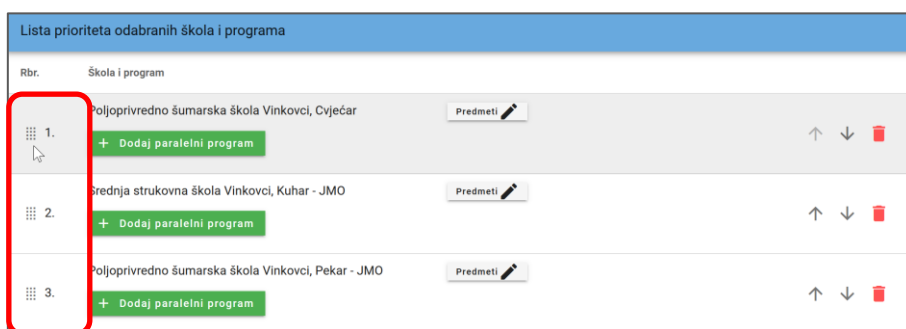 Lista prioriteta odabranih škola i programa
Rbr. Škola i program
1. Poljoprivredno šumarska škola Vinkovci, Cvjećar Predmeti
+ Dodaj paralelni program
2. Srednja strukovna škola Vinkovci, Kuhar - JMO Predmeti
+ Dodaj paralelni program
3. Poljoprivredno šumarska škola Vinkovci, Pekar - JMO Predmeti
+ Dodaj paralelni program